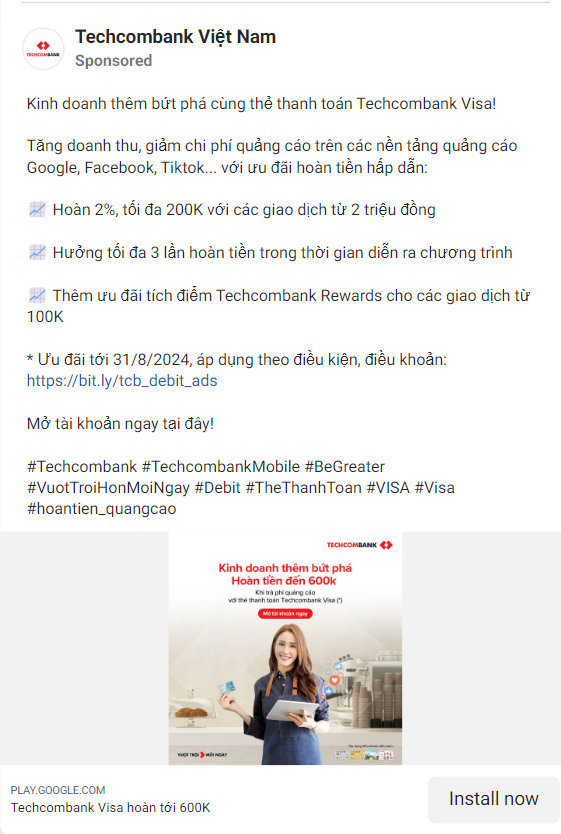 Techcombank Việt Nam
Sponsored
TECHCOMBANK
Kinh doanh thêm bứt phá cùng thẻ thanh toán Techcombank Visa!
Tăng doanh thu, giảm chi phí quảng cáo trên các nền tảng quảng cáo
Google, Facebook, Tiktok... với ưu đãi hoàn tiền hấp dẫn:
Hoàn 2%, tối đa 200K với các giao dịch từ 2 triệu đồng
Hưởng tối đa 3 lần hoàn tiền trong thời gian diễn ra chương trình
Thêm ưu đãi tích điểm Techcombank Rewards cho các giao dịch từ
100K
* Ưu đãi tới 31/8/2024, áp dụng theo điều kiện, điều khoản:
https://bit.ly/tcb_debit_ads
Mở tài khoản ngay tại đây!
#Techcombank #TechcombankMobile #BeGreater
#VuotTroiHonMoiNgay #Debit #TheThanhToan #VISA #Visa
#hoantien_quangcao
TECHCOMBANK
Kinh doanh thêm bứt phá
Hoàn tiền đến 600k
Khi trả phí quảng cáo
với thẻ thanh toán Techcombank Visa (*)
Mở tài khoản ngay
VƯỢT TRỘI MỖI NGÀY
PLAY.GOOGLE.COM
Techcombank Visa hoàn tới 600K
Install now